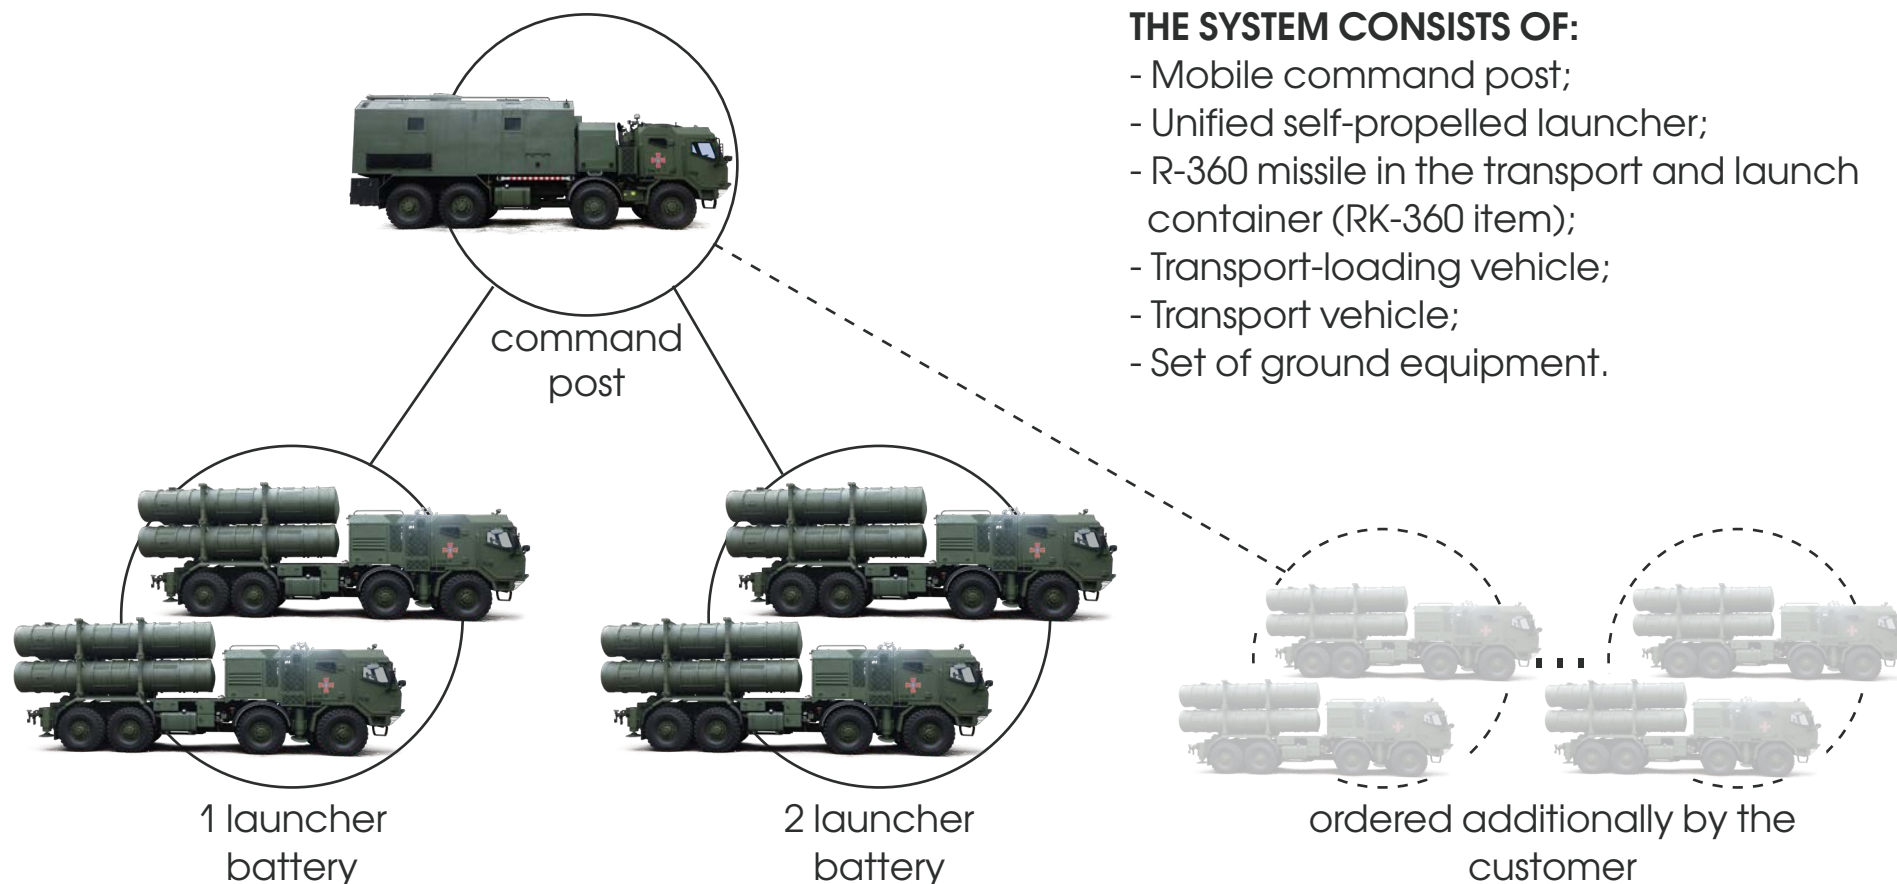 THE SYSTEM CONSISTS OF:
- Mobile command post;
- Unified self-propelled launcher;
- R-360 missile in the transport and launch
container (RK-360 item);
- Transport-loading vehicle;
- Transport vehicle;
- Set of ground equipment.
command
post
1 launcher
battery
2 launcher
battery
ordered additionally by the
customer